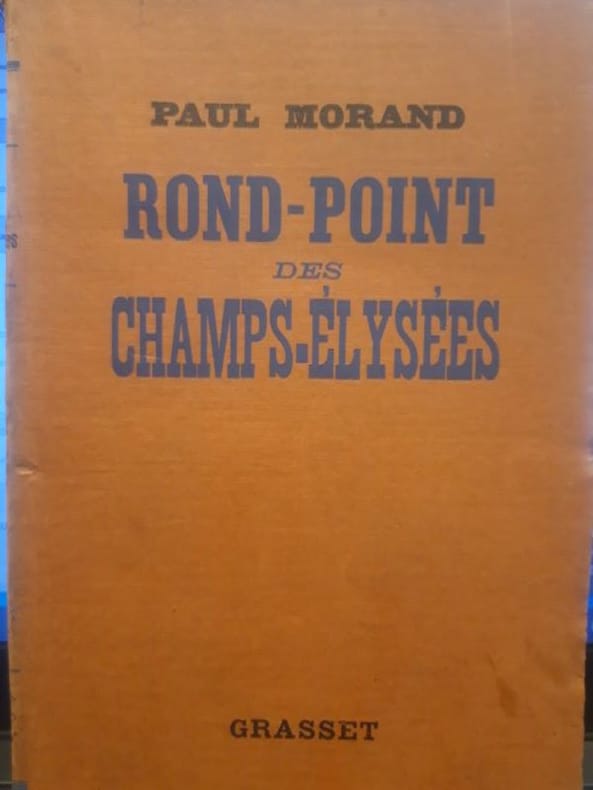 PAUL MORAND
ROND-POINT
DES
CHAMPS-ÉLYSÉES
GRASSET